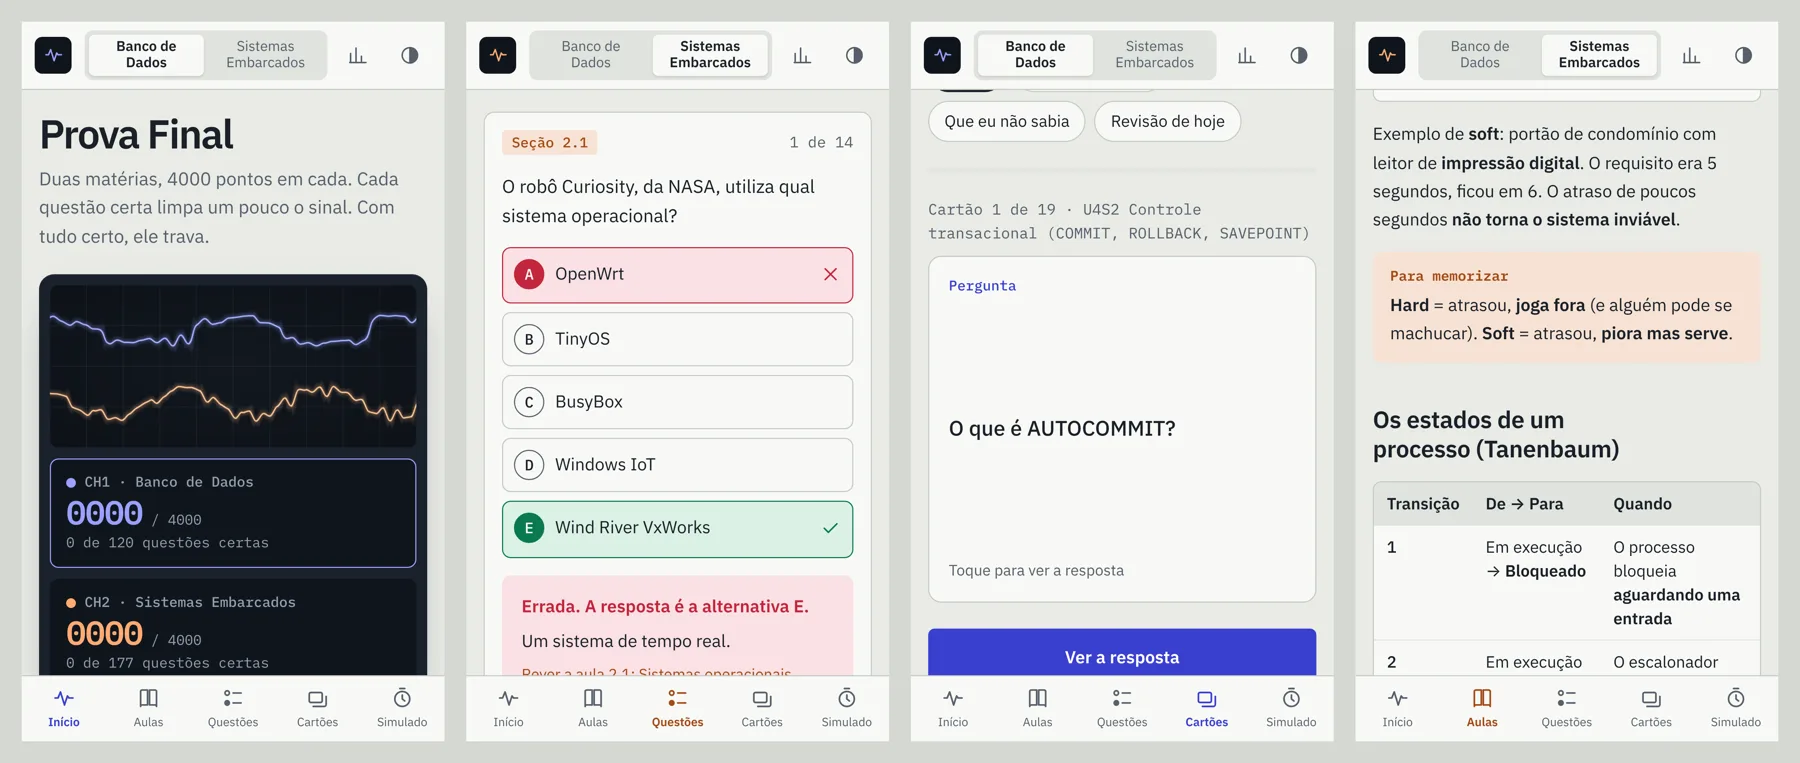 Banco de
Dados
Sistemas
Embarcados
Prova Final
Duas matérias, 4000 pontos em cada. Cada
questão certa limpa um pouco o sinal. Com
tudo certo, ele trava.
CH1 · Banco de Dados
0000 / 4000
0 de 120 questões certas
CH2 · Sistemas Embarcados
0000 / 4000
0 de 177 questões certas
Início
Aulas
Questões
Cartões
Simulado
Banco de
Dados
Sistemas
Embarcados
Seção 2.1
1 de 14
O robô Curiosity, da NASA, utiliza qual
sistema operacional?
A OpenWrt
B TinyOS
C BusyBox
D Windows IoT
E Wind River VxWorks
Errada. A resposta é a alternativa E.
Um sistema de tempo real.
Rever a aula 2.1: Sistemas operacionais
Início
Aulas
Questões
Cartões
Simulado
Banco de
Dados
Sistemas
Embarcados
Que eu não sabia
Revisão de hoje
Cartão 1 de 19 · U4S2 Controle
transacional (COMMIT, ROLLBACK, SAVEPOINT)
Pergunta
O que é AUTOCOMMIT?
Toque para ver a resposta
Ver a resposta
Início
Aulas
Questões
Cartões
Simulado
Banco de
Dados
Sistemas
Embarcados
Exemplo de soft: portão de condomínio com
leitor de impressão digital. O requisito era 5
segundos, ficou em 6. O atraso de poucos
segundos não torna o sistema inviável.
Para memorizar
Hard = atrasou, joga fora (e alguém pode se
machucar). Soft = atrasou, piora mas serve.
Os estados de um
processo (Tanenbaum)
Transição
De → Para
Quando
1
Em execução
→ Bloqueado
O processo
bloqueia
aguardando uma
entrada
2
Em execução
O escalonador
Início
Aulas
Questões
Cartões
Simulado